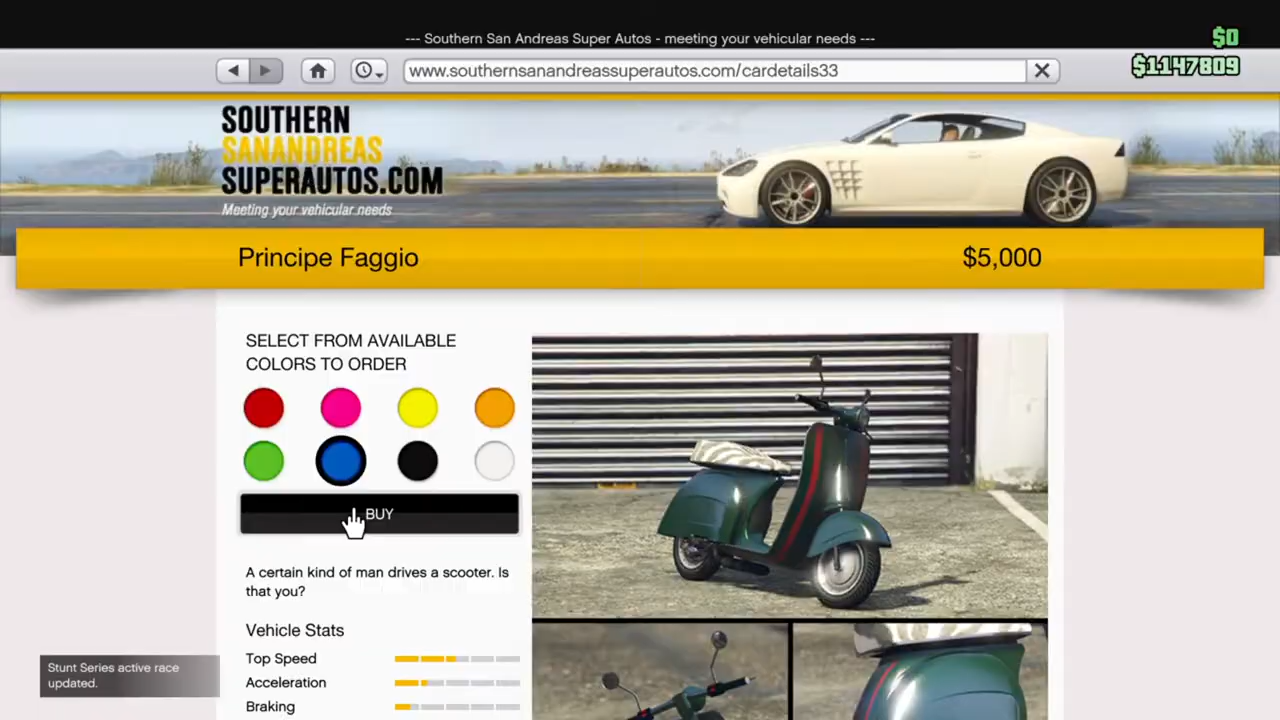 --- Southern San Andreas Super Autos - meeting your vehicular needs ---
$0
$1147809
www.southernsanandreassuperautos.com/cardetails33
SOUTHERN
SANANDREAS
SUPERAUTOS.COM
Meeting your vehicular needs
Principe Faggio
$5,000
SELECT FROM AVAILABLE
COLORS TO ORDER
BUY
A certain kind of man drives a scooter. Is
that you?
Vehicle Stats
Top Speed
Acceleration
Braking
Stunt Series active race
updated.